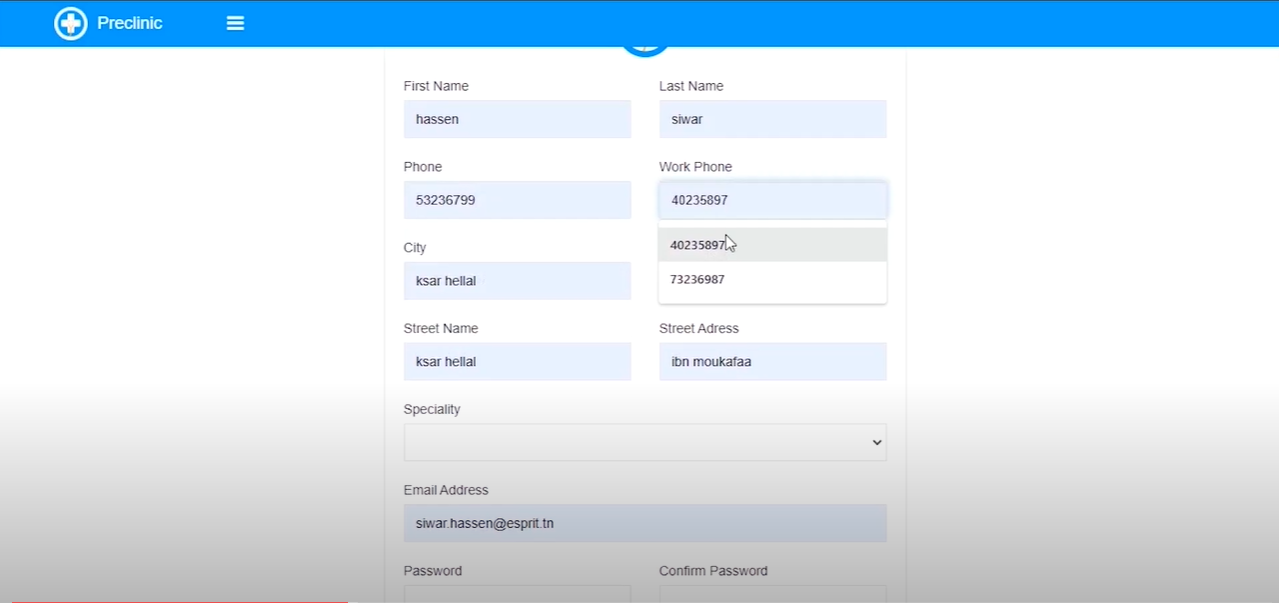 Preclinic
First Name Last Name
hassen siwar
Phone Work Phone
53236799 40235897
City 40235897
ksar hellal 73236987
Street Name Street Adress
ksar hellal ibn moukafaa
Speciality
Email Address
siwar.hassen@esprit.tn
Password Confirm Password